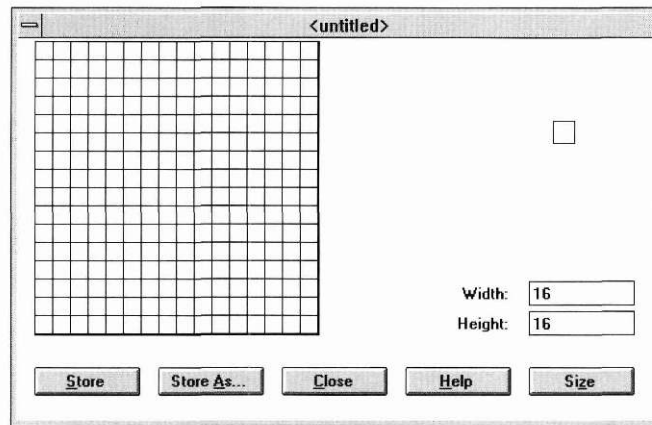 <untitled>
Width: 16
Height: 16
Store Store As... Close Help Size